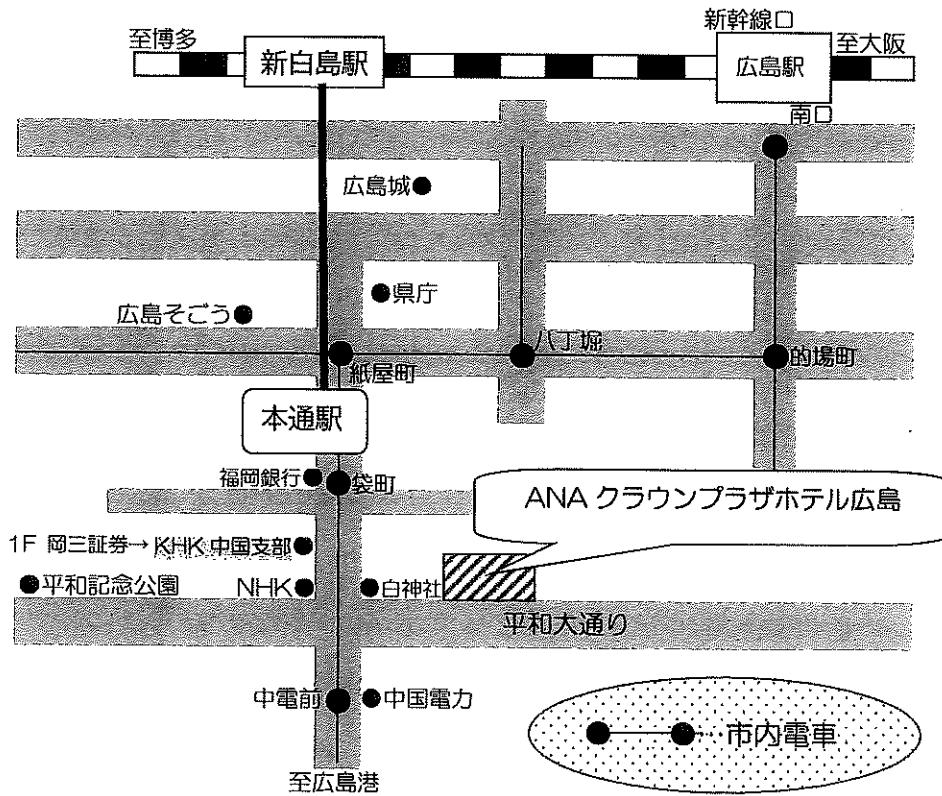 新幹線口
至博多
新白島駅
広島駅
至大阪
南口
広島城
県庁
広島そごう
八丁堀
紙屋町
的場町
本通駅
福岡銀行
袋町
ANA クラウンプラザホテル広島
1F 岡三証券→KHK 中国支部
平和記念公園
NHK
白神社
平和大通り
中電前
中国電力
市内電車
至広島港